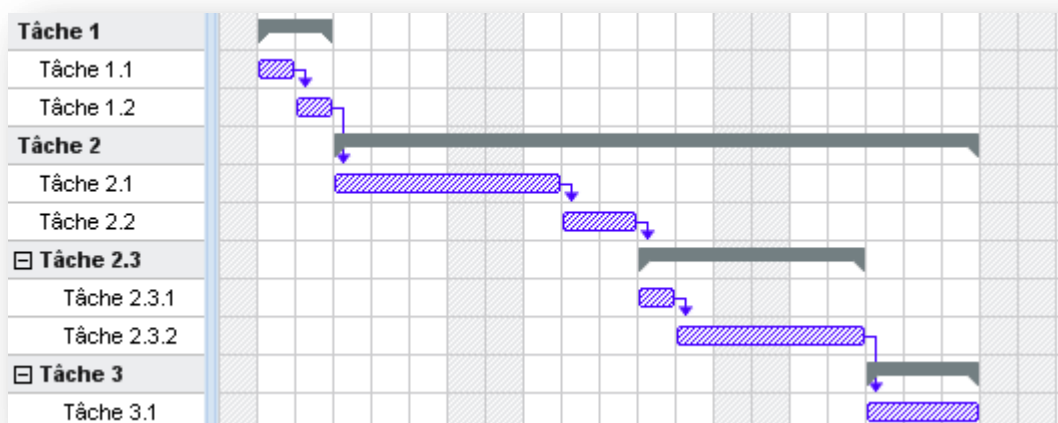 Tâche 1
Tâche 1.1
Tâche 1.2
Tâche 2
Tâche 2.1
Tâche 2.2
Tâche 2.3
Tâche 2.3.1
Tâche 2.3.2
Tâche 3
Tâche 3.1